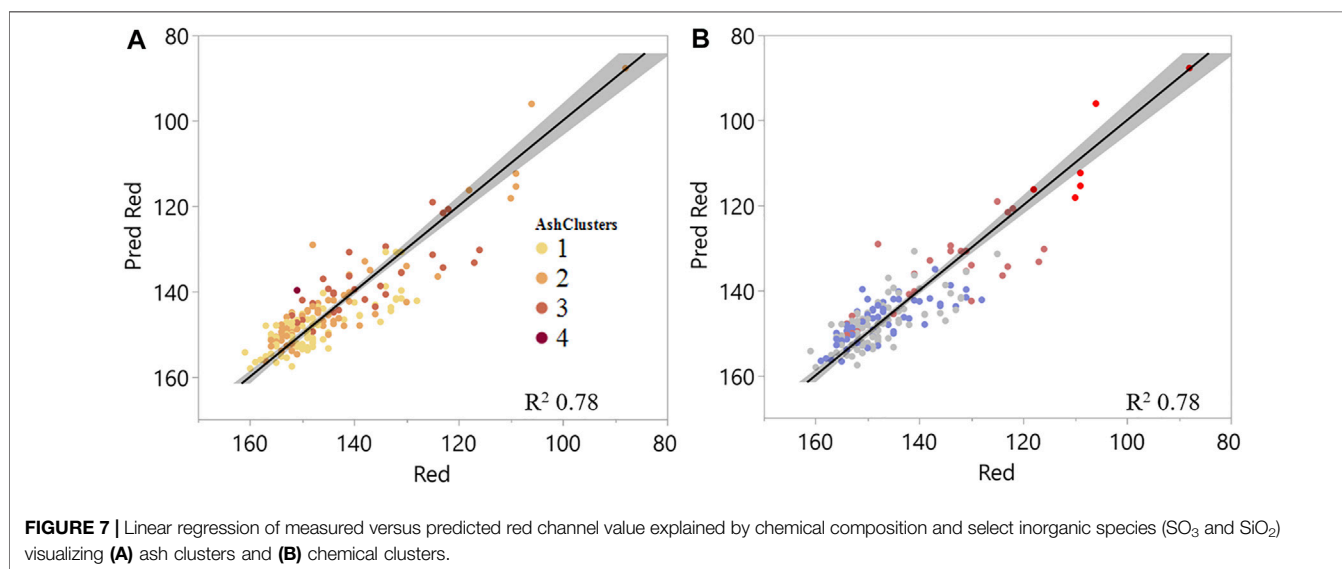 A
80
100
120
140
160
Pred Red
160
140
120
100
80
Red
AshClusters
1
2
3
4
R² 0.78
B
80
100
120
140
160
Pred Red
160
140
120
100
80
Red
R² 0.78
FIGURE 7 | Linear regression of measured versus predicted red channel value explained by chemical composition and select inorganic species (SO₃ and SiO₂)
visualizing (A) ash clusters and (B) chemical clusters.